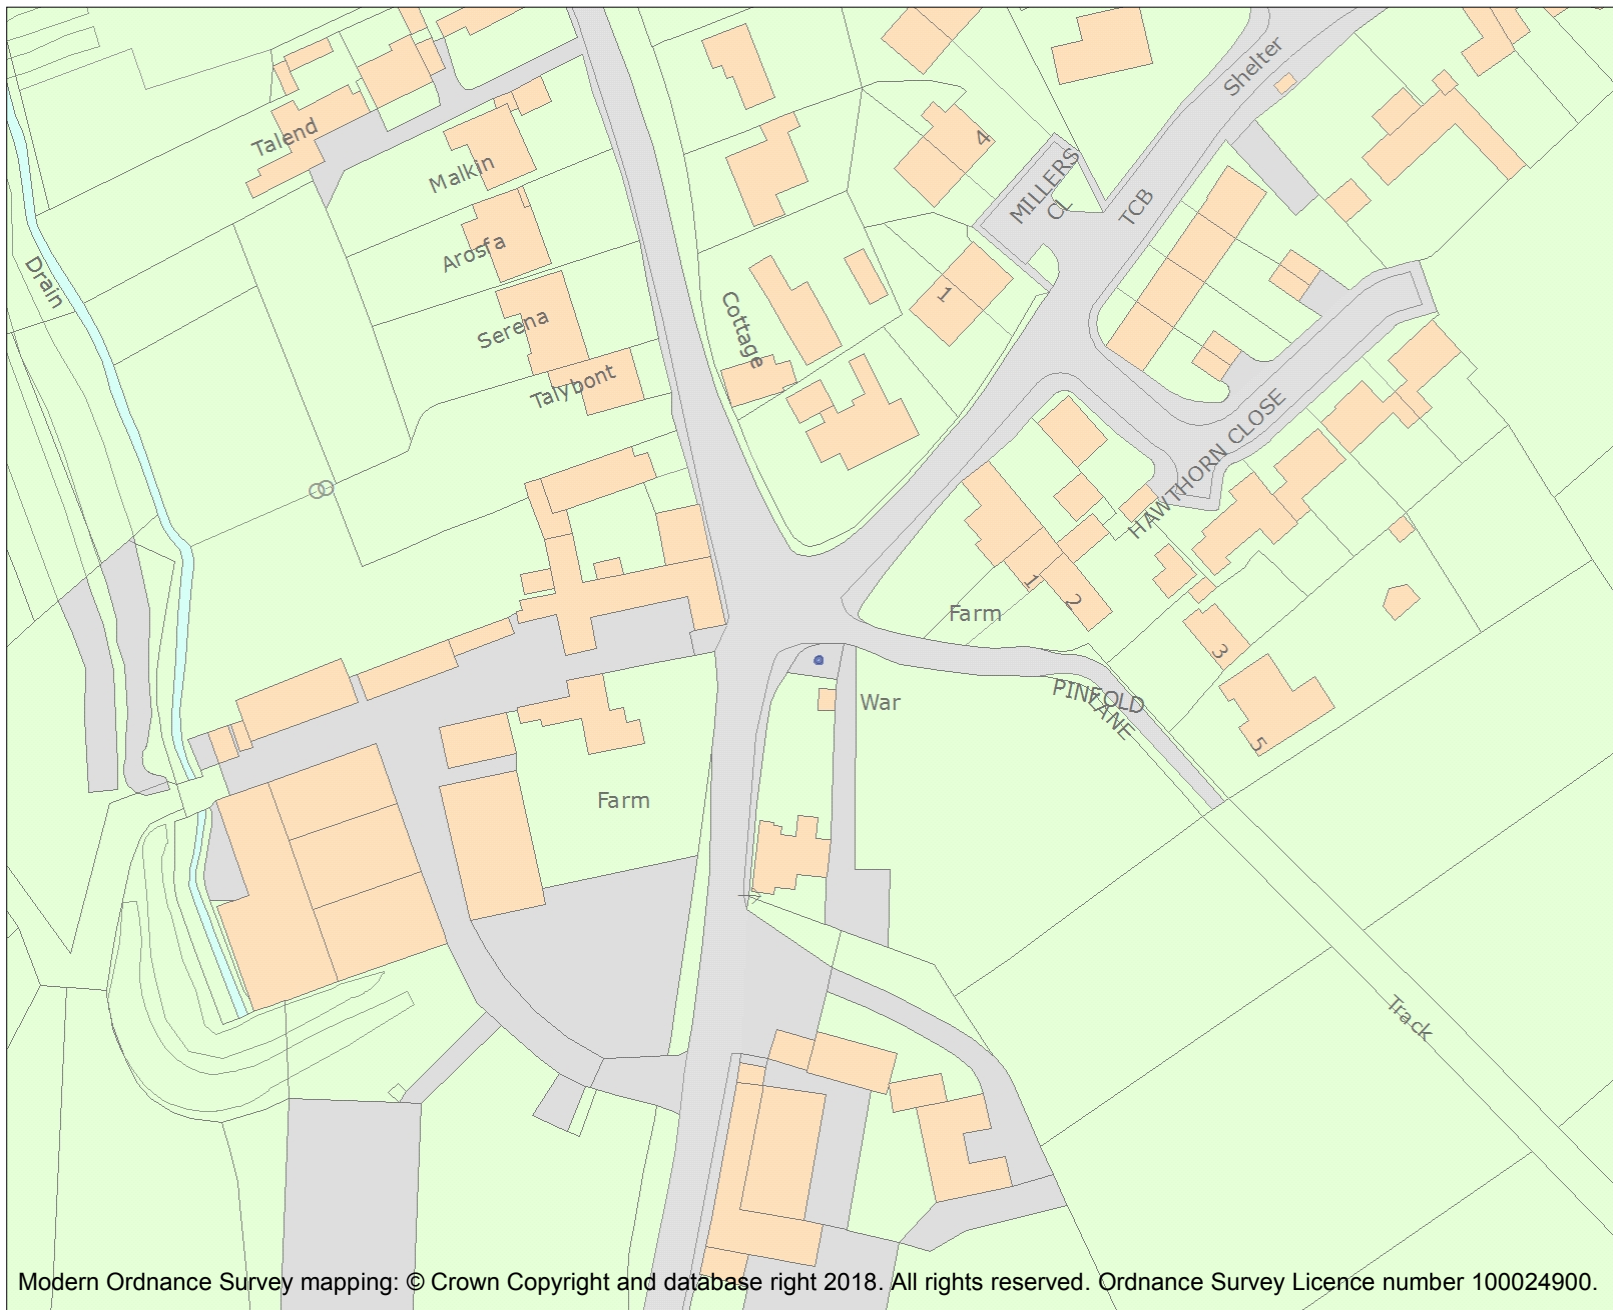 Shelter
Talend
4
Malkin
MILLERS
CL
TCB
Arosfa
Drain
1
Cottage
Serena
Talybont
HAWTHORN CLOSE
1
2
Farm
3
War
PINFOLD
LANE
5
Farm
Track
Modern Ordnance Survey mapping: © Crown Copyright and database right 2018. All rights reserved. Ordnance Survey Licence number 100024900.